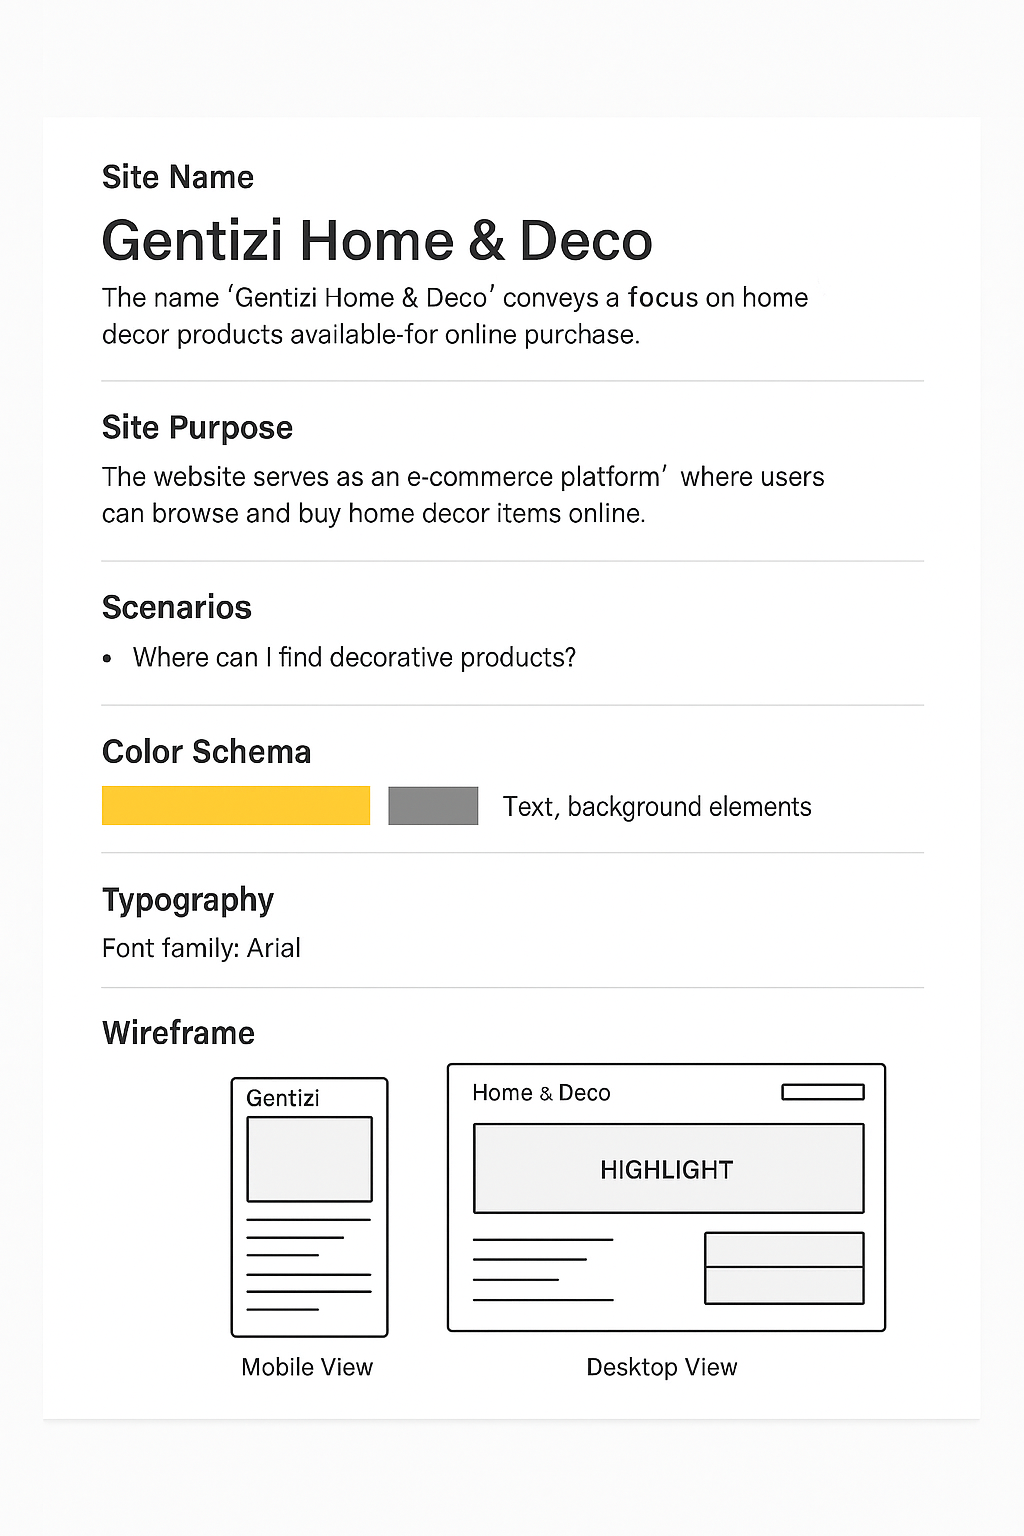 Site Name
Gentizi Home & Deco
The name ‘Gentizi Home & Deco’ conveys a focus on home
decor products available-for online purchase.
Site Purpose
The website serves as an e-commerce platform’ where users
can browse and buy home decor items online.
Scenarios
• Where can I find decorative products?
Color Schema
Text, background elements
Typography
Font family: Arial
Wireframe
Gentizi
Mobile View
Home & Deco
HIGHLIGHT
Desktop View